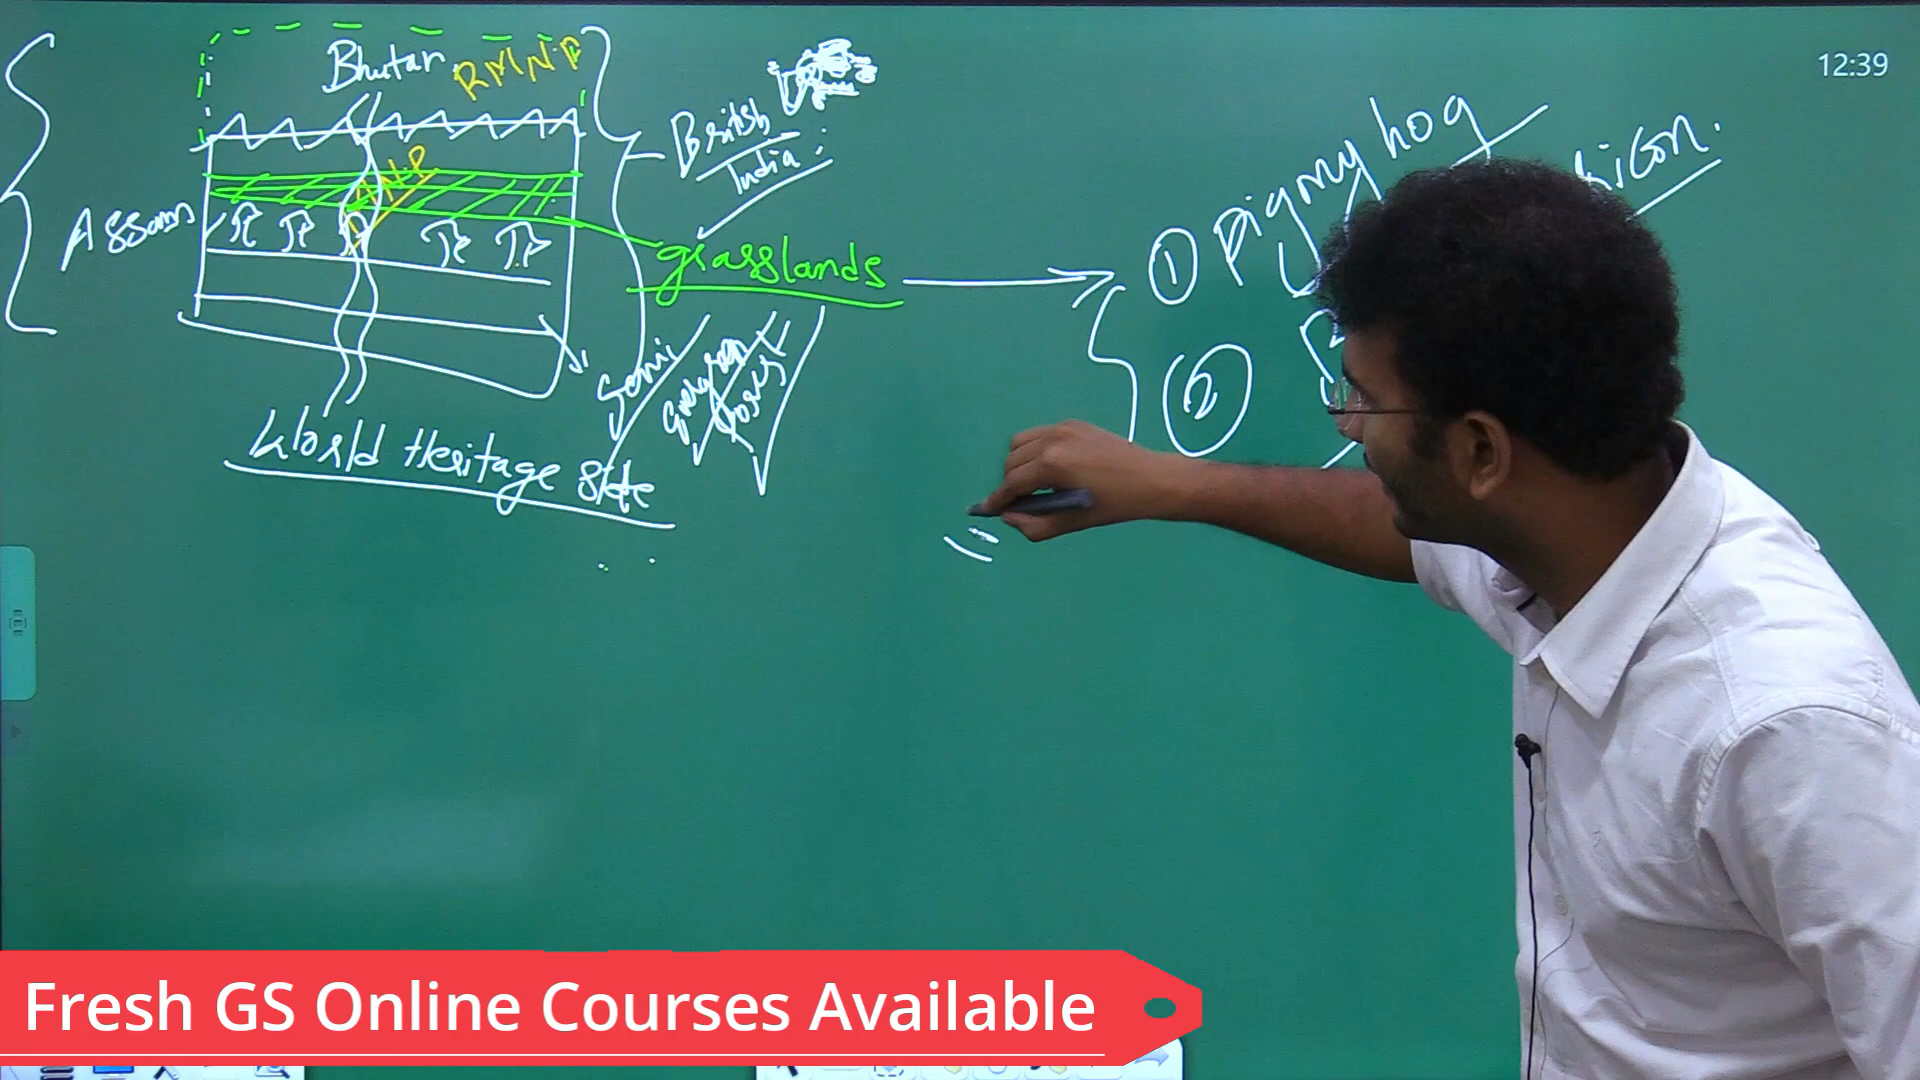 12:39
Bhutan
RMNP
British
India :
Assam
grasslands
① pigmy hog
②
Semi
Evergreen
World Heritage Site
Fresh GS Online Courses Available